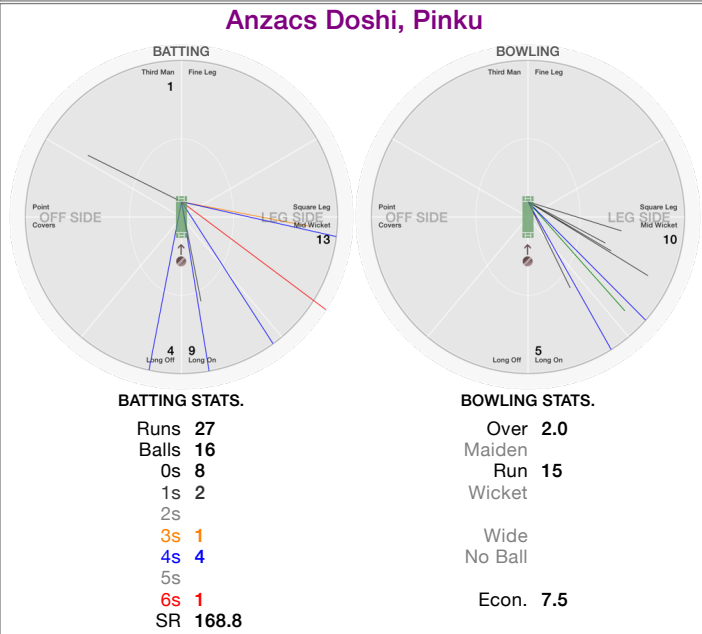 Anzacs Doshi, Pinku
BATTING
Third Man Fine Leg
1
Point
Covers
OFF SIDE
Square Leg
LEG SIDE
Mid Wicket
13
4 9
Long Off Long On
BOWLING
Third Man Fine Leg
Point
Covers
OFF SIDE
Square Leg
LEG SIDE
Mid Wicket
10
5
Long Off Long On
BATTING STATS.
Runs 27
Balls 16
0s 8
1s 2
2s
3s 1
4s 4
5s
6s 1
SR 168.8
BOWLING STATS.
Over 2.0
Maiden
Run 15
Wicket
Wide
No Ball
Econ. 7.5